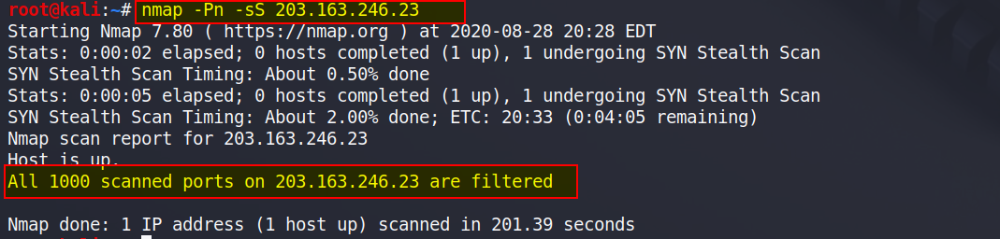 root@kali:~# nmap -Pn -sS 203.163.246.23
Starting Nmap 7.80 ( https://nmap.org ) at 2020-08-28 20:28 EDT
Stats: 0:00:02 elapsed; 0 hosts completed (1 up), 1 undergoing SYN Stealth Scan
SYN Stealth Scan Timing: About 0.50% done
Stats: 0:00:05 elapsed; 0 hosts completed (1 up), 1 undergoing SYN Stealth Scan
SYN Stealth Scan Timing: About 2.00% done; ETC: 20:33 (0:04:05 remaining)
Nmap scan report for 203.163.246.23
Host is up.
All 1000 scanned ports on 203.163.246.23 are filtered
Nmap done: 1 IP address (1 host up) scanned in 201.39 seconds